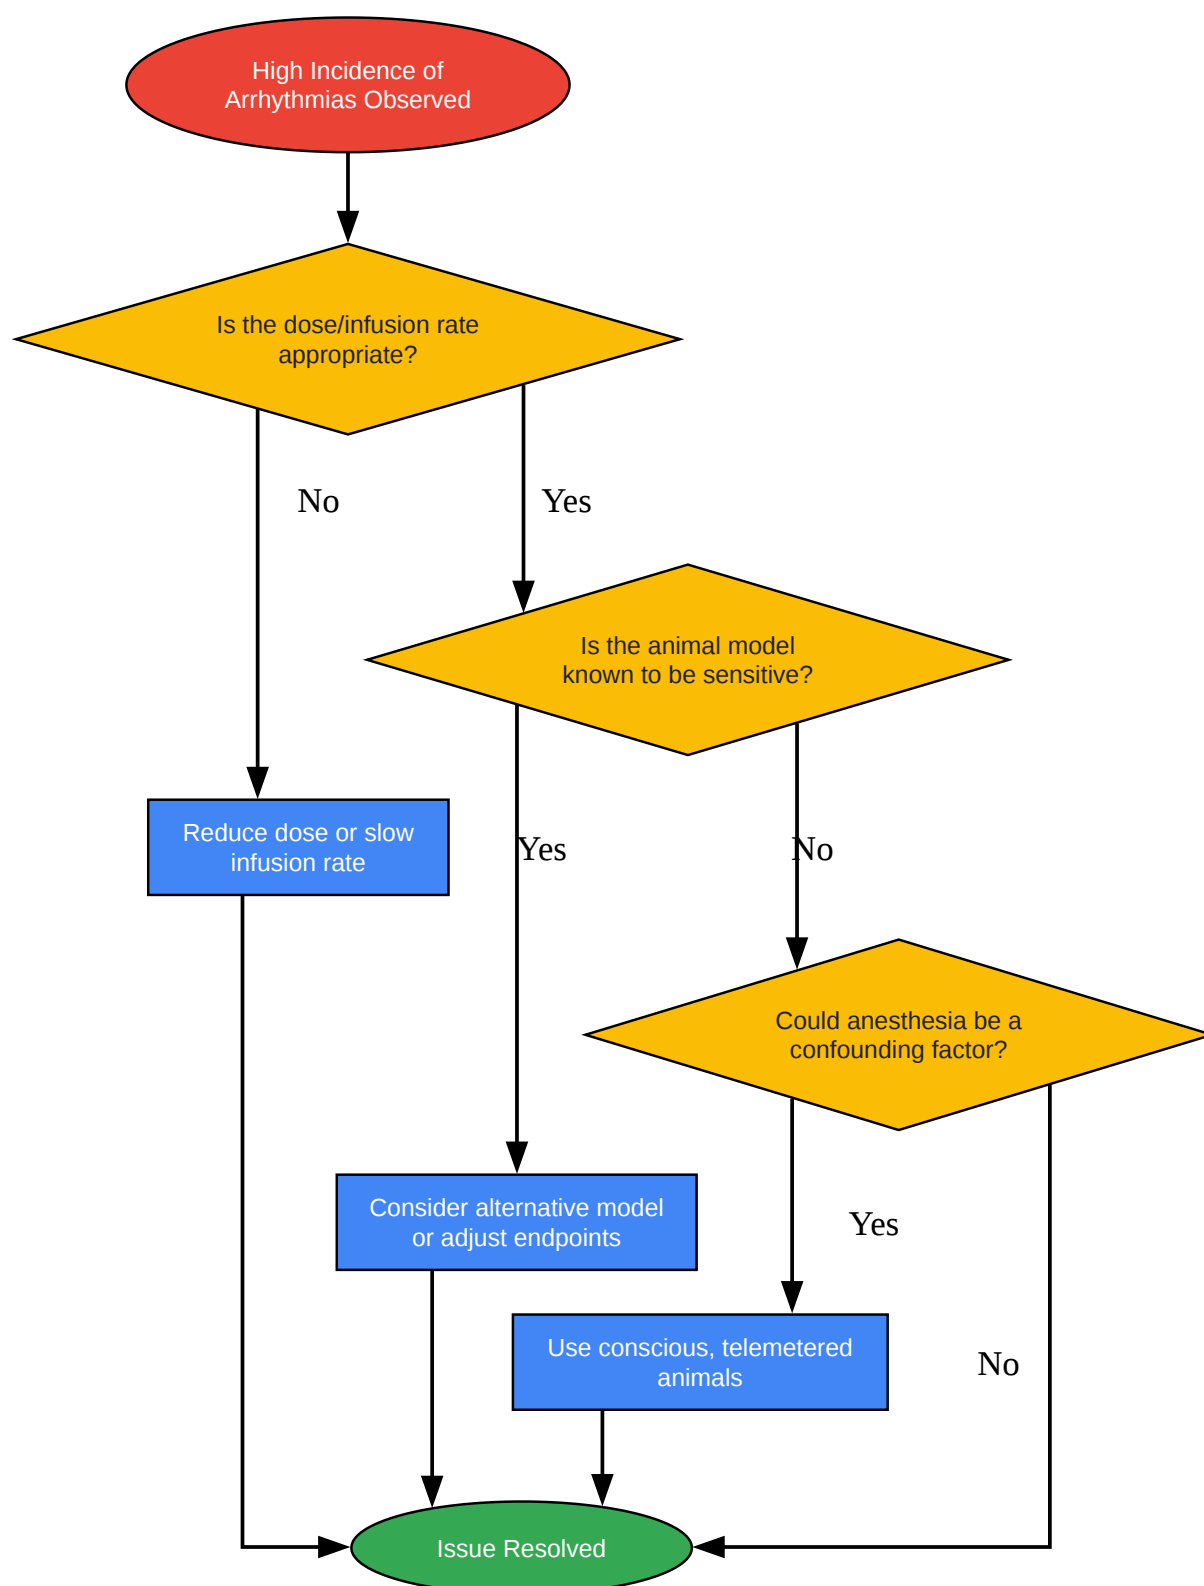 High Incidence of
Arrhythmias Observed
Is the dose/infusion rate
appropriate?
No
Yes
Is the animal model
known to be sensitive?
Reduce dose or slow
infusion rate
Yes
No
Could anesthesia be a
confounding factor?
Consider alternative model
or adjust endpoints
Yes
Use conscious, telemetered
animals
No
Issue Resolved